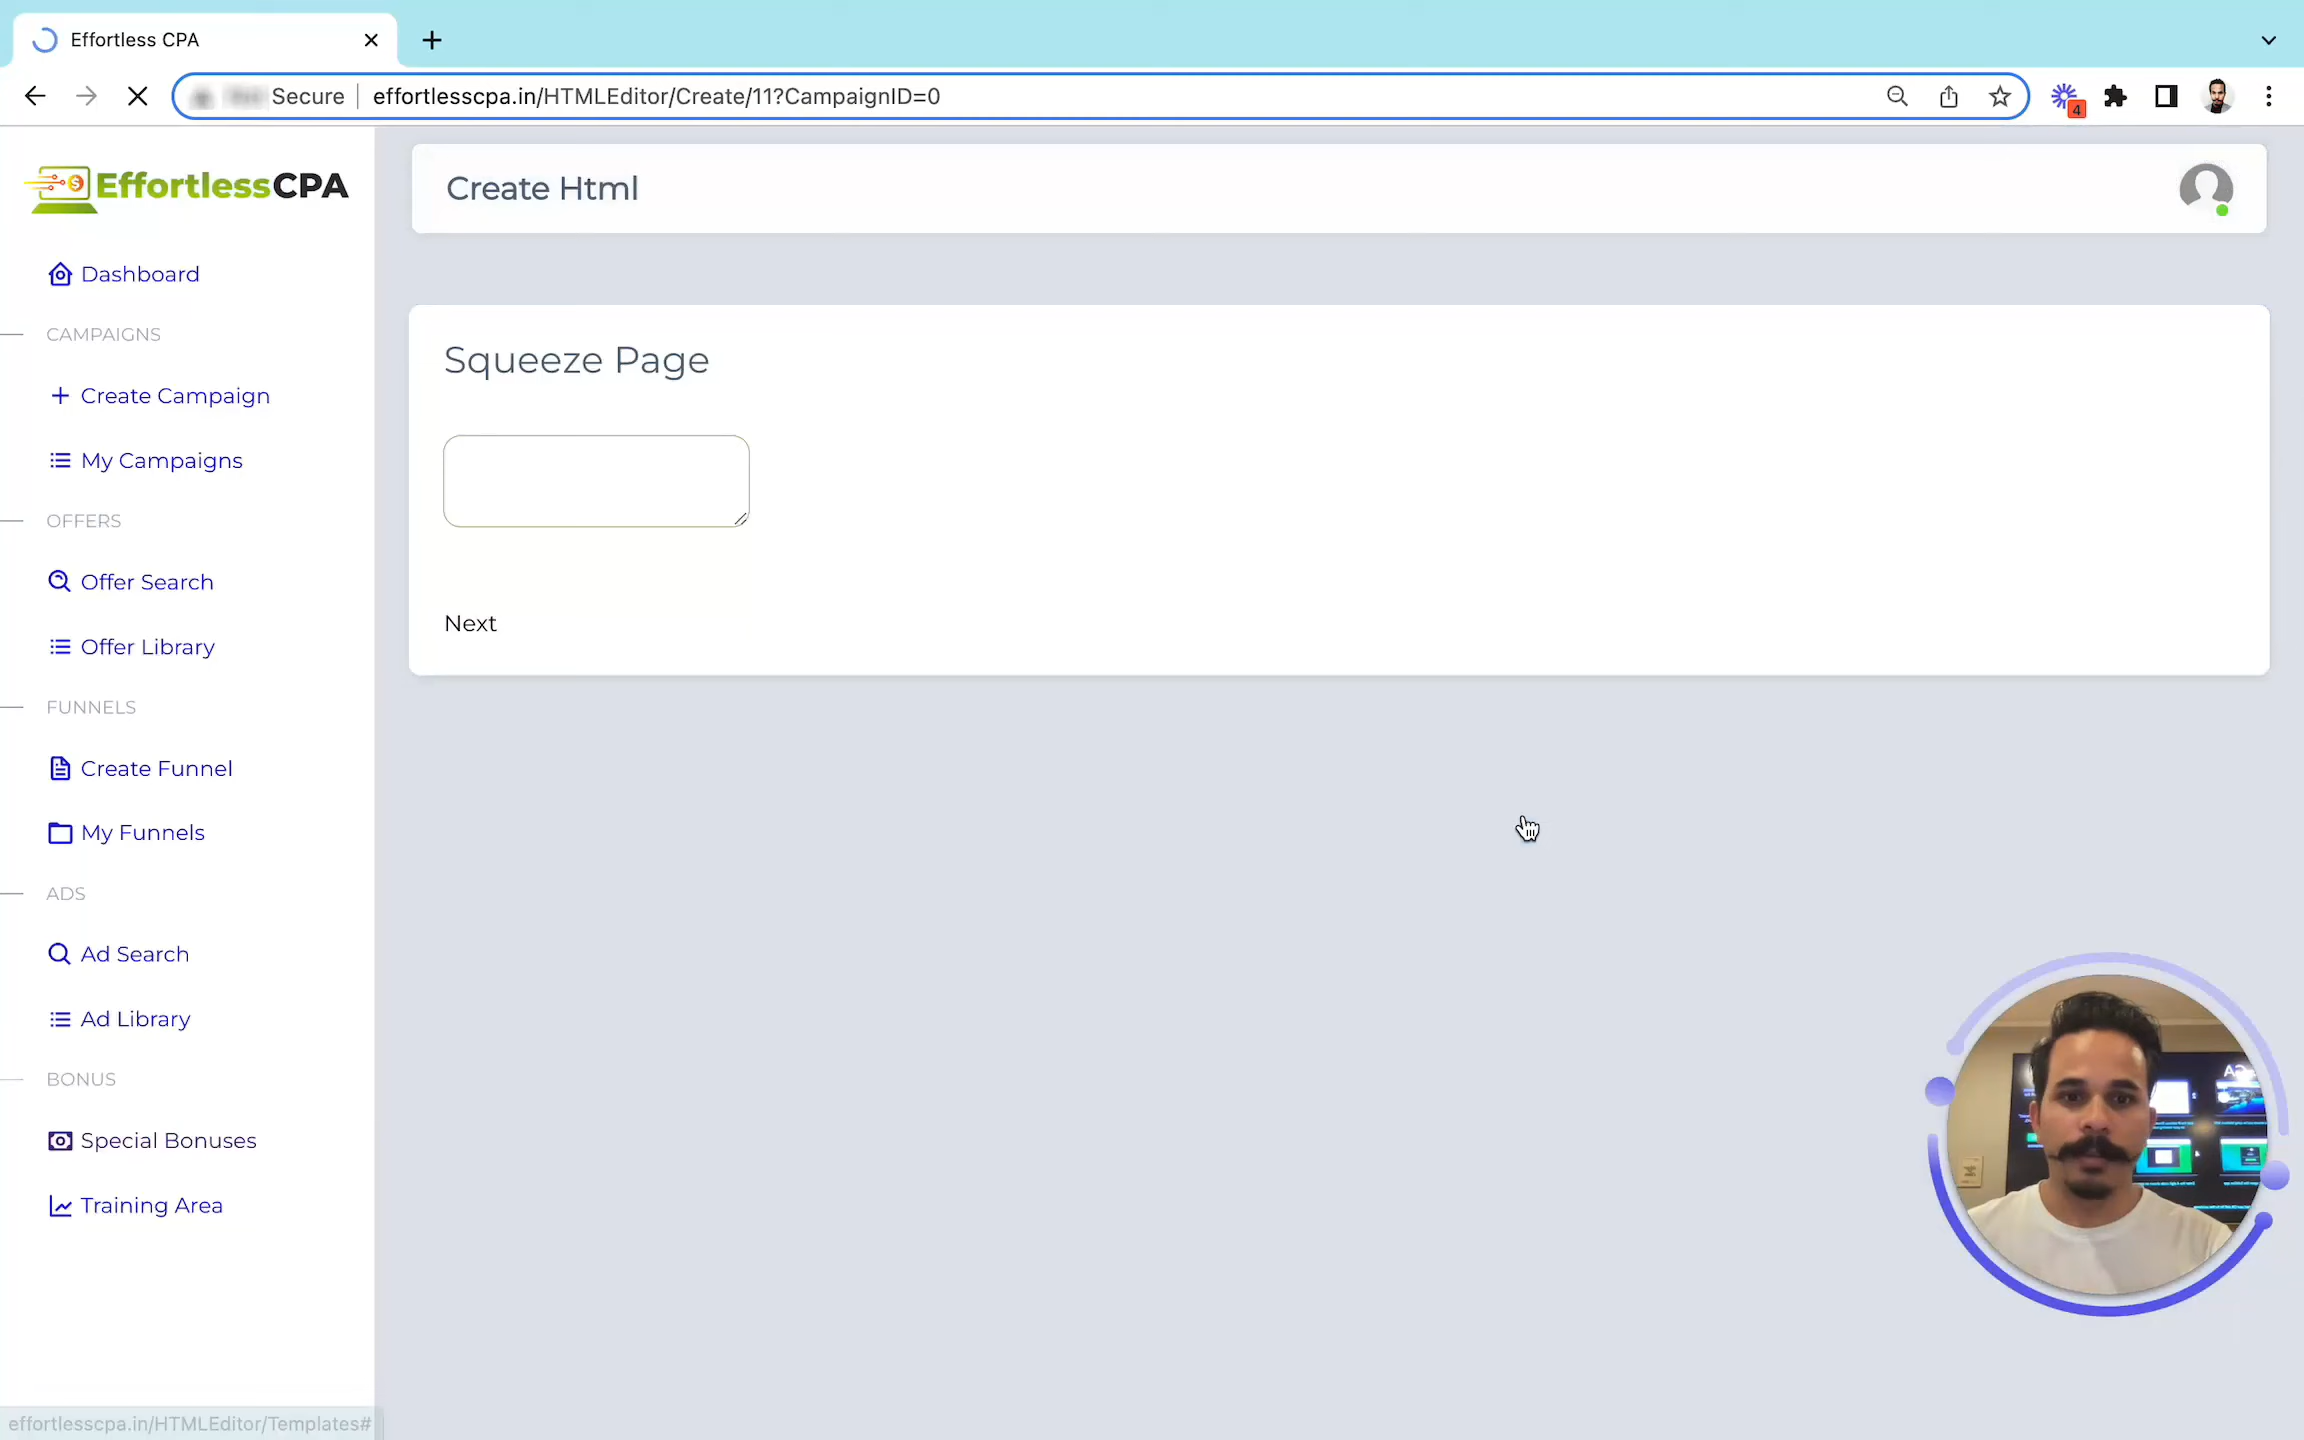 Effortless CPA
Secure effortlesscpa.in/HTMLEditor/Create/11?CampaignID=0
4
EffortlessCPA
Create Html
Dashboard
CAMPAIGNS
Create Campaign
My Campaigns
OFFERS
Offer Search
Offer Library
FUNNELS
Create Funnel
My Funnels
ADS
Ad Search
Ad Library
BONUS
Special Bonuses
Training Area
Squeeze Page
Next
effortlesscpa.in/HTMLEditor/Templates#